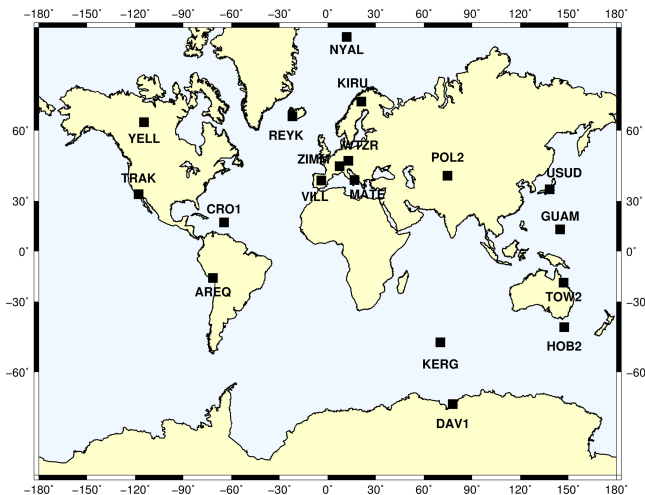 −180˚ −150˚ −120˚ −90˚ −60˚ −30˚ 0˚ 30˚ 60˚ 90˚ 120˚ 150˚ 180˚
NYAL
KIRU
60˚ YELL REYK 60˚
ZIMM WTZR POL2
TRAK USUD
30˚ VILL MATE 30˚
CRO1 GUAM
0˚ 0˚
AREQ TOW2
−30˚ −30˚
HOB2
KERG
−60˚ −60˚
DAV1
−180˚ −150˚ −120˚ −90˚ −60˚ −30˚ 0˚ 30˚ 60˚ 90˚ 120˚ 150˚ 180˚